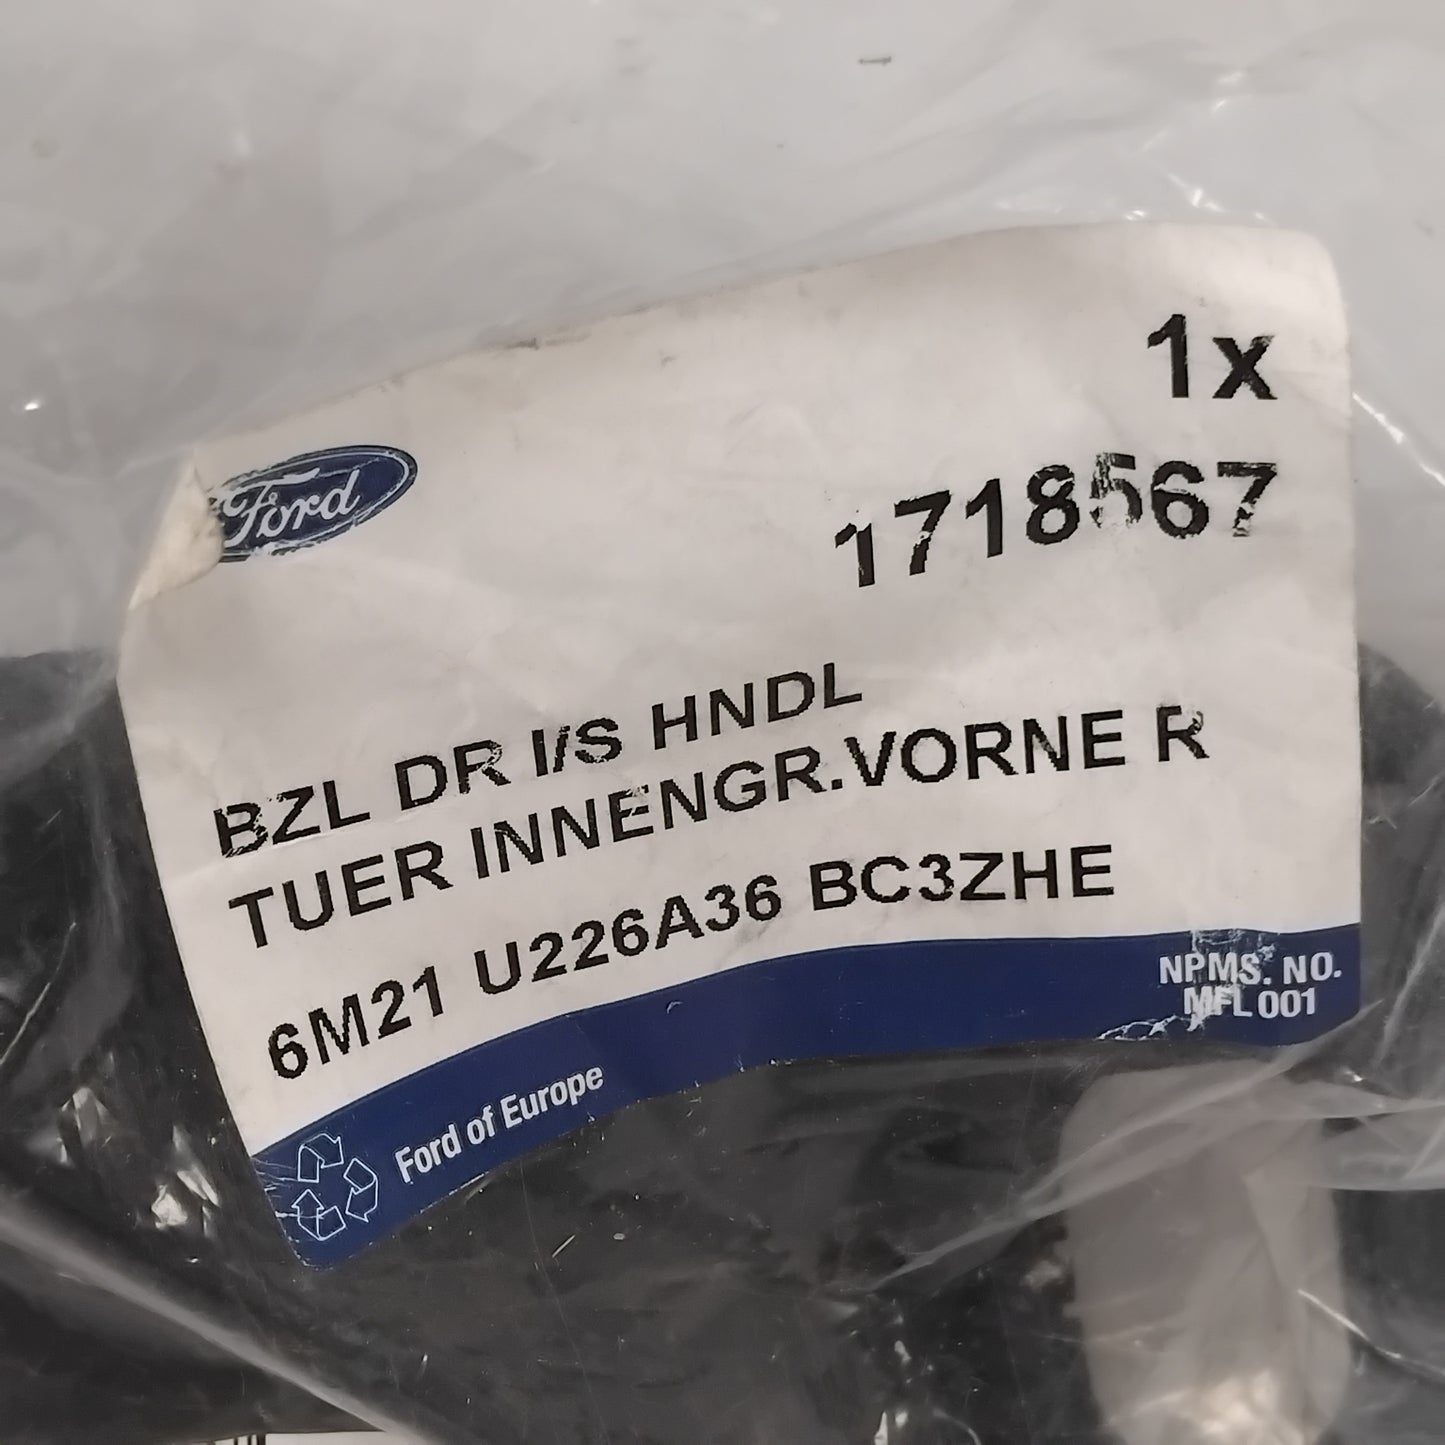 1x
Ford
1718567
BZL DR I/S HNDL
TUER INNENGR.VORNE R
6M21 U226A36 BC3ZHE
NPMS. NO.
MFL 001
Ford of Europe